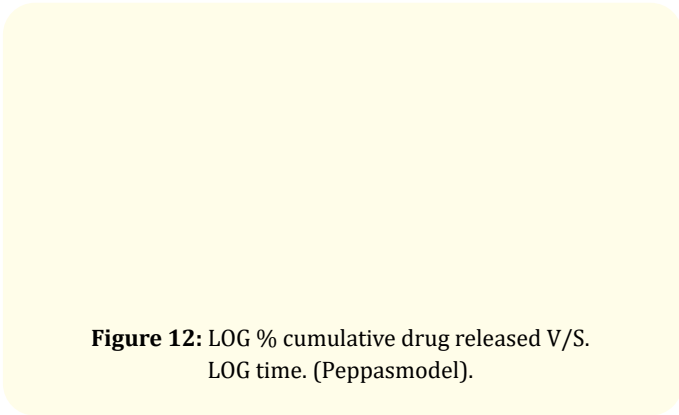 Figure 12: LOG % cumulative drug released V/S.
LOG time. (Peppasmodel).